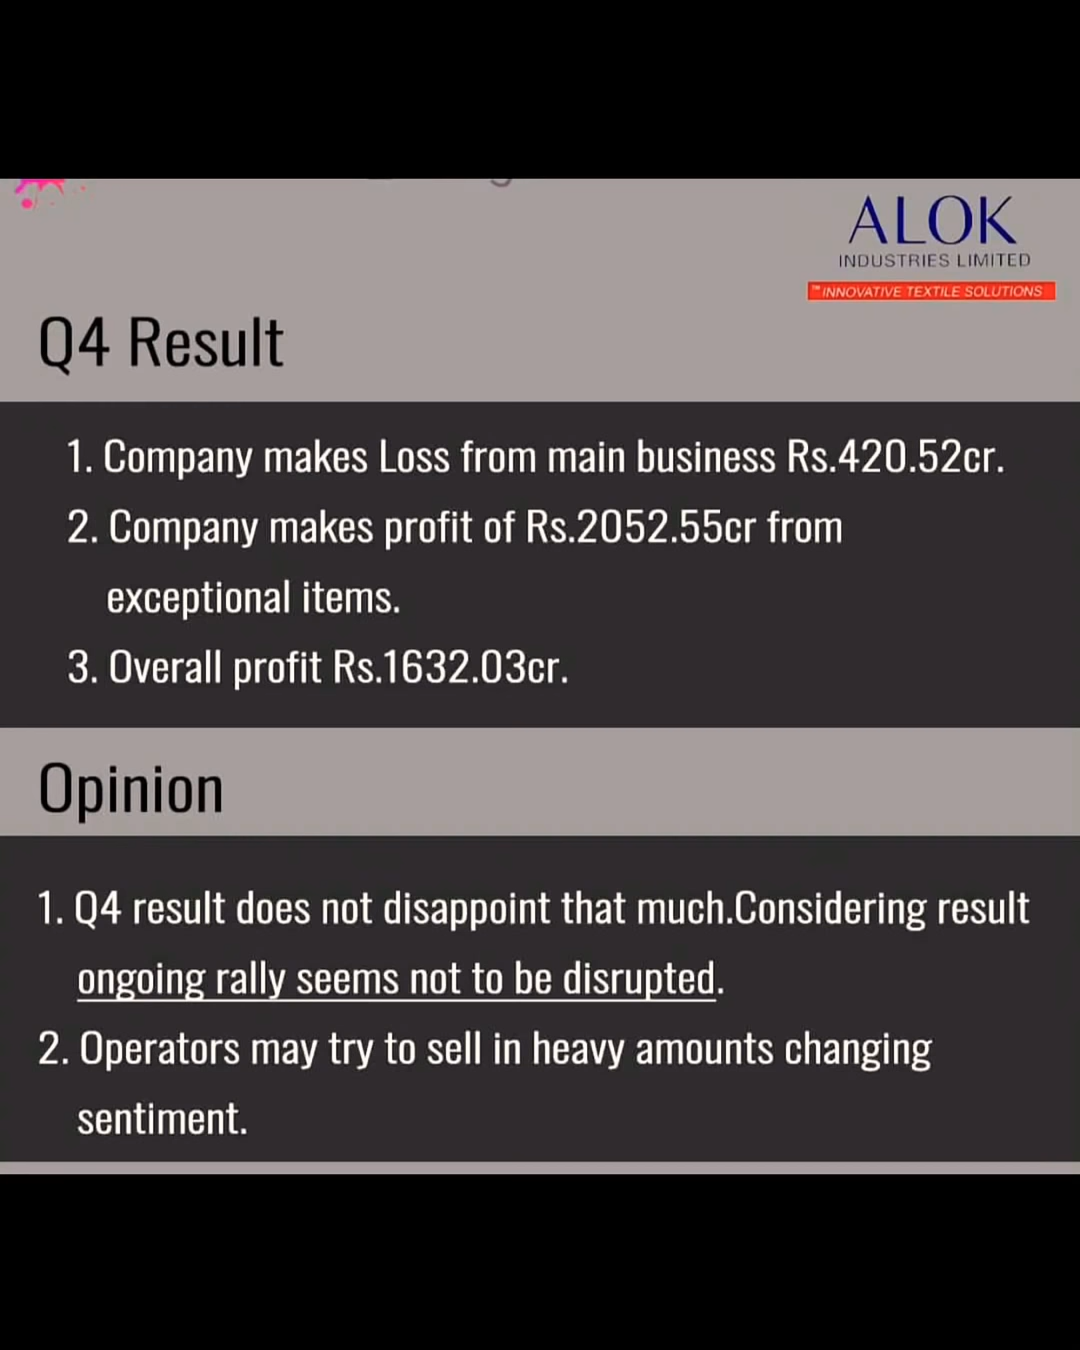 ALOK
INDUSTRIES LIMITED
™INNOVATIVE TEXTILE SOLUTIONS
Q4 Result
1. Company makes Loss from main business Rs.420.52cr.
2. Company makes profit of Rs.2052.55cr from
exceptional items.
3. Overall profit Rs.1632.03cr.
Opinion
1. Q4 result does not disappoint that much.Considering result
ongoing rally seems not to be disrupted.
2. Operators may try to sell in heavy amounts changing
sentiment.